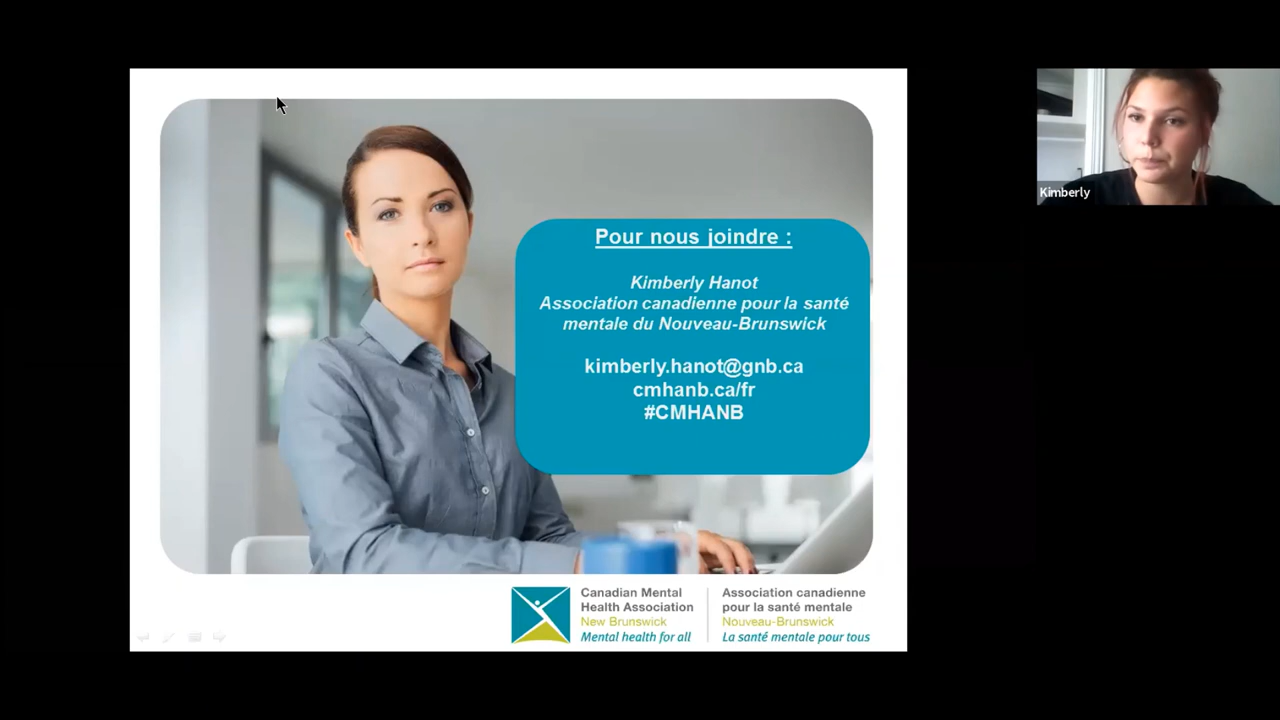 Pour nous joindre :
Kimberly Hanot
Association canadienne pour la santé
mentale du Nouveau-Brunswick
kimberly.hanot@gnb.ca
cmhanb.ca/fr
#CMHANB
Kimberly
Canadian Mental
Health Association
New Brunswick
Mental health for all
Association canadienne
pour la santé mentale
Nouveau-Brunswick
La santé mentale pour tous